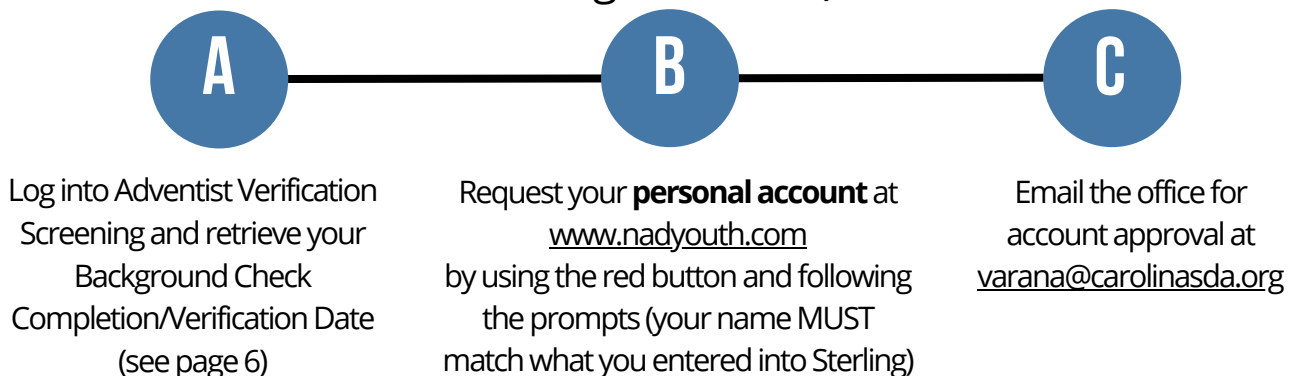 A
B
C
Log into Adventist Verification
Screening and retrieve your
Background Check
Completion/Verification Date
(see page 6)
Request your personal account at
www.nadyouth.com
by using the red button and following
the prompts (your name MUST
match what you entered into Sterling)
Email the office for
account approval at
varana@carolinasda.org